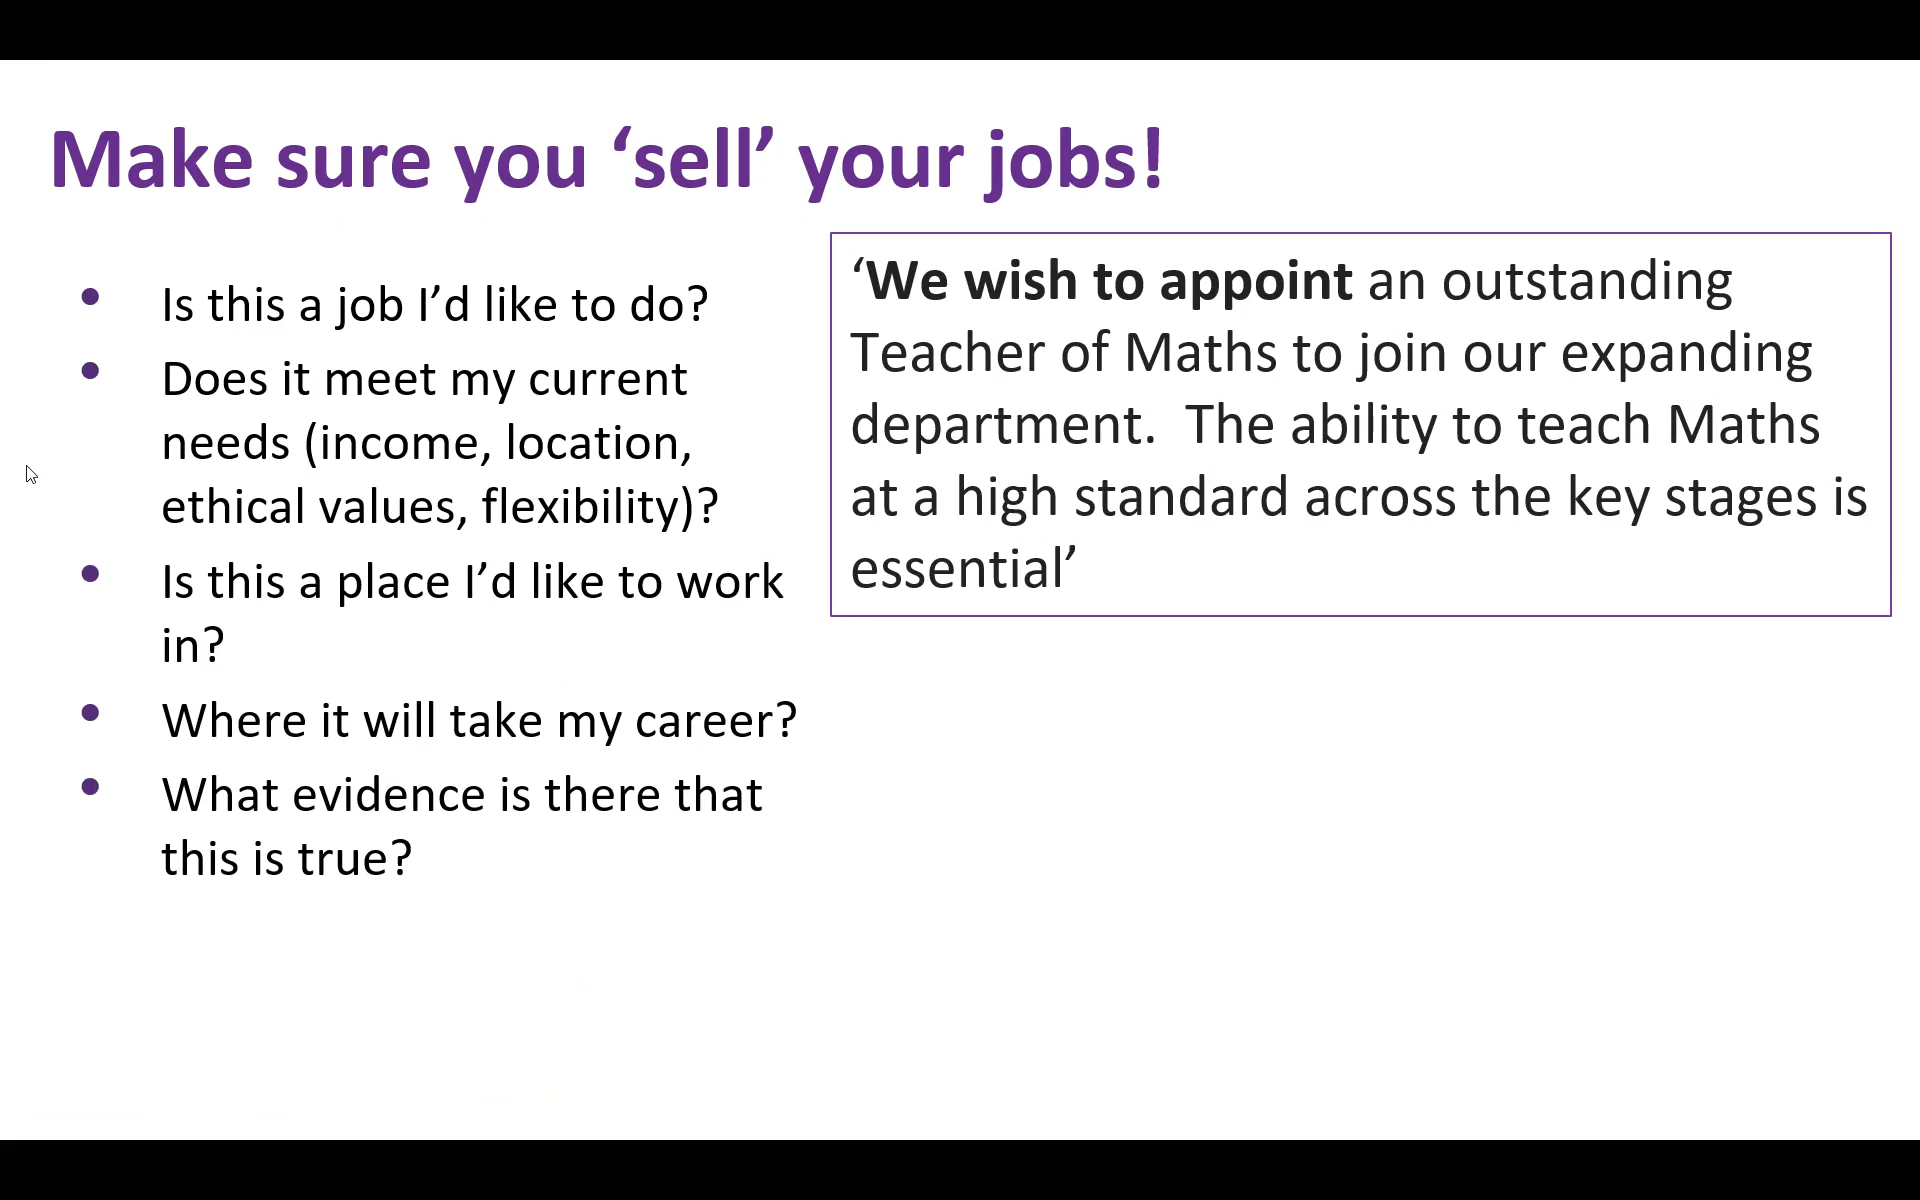 Make sure you ‘sell’ your jobs!
• Is this a job I’d like to do?
• Does it meet my current
needs (income, location,
ethical values, flexibility)?
• Is this a place I’d like to work
in?
• Where it will take my career?
• What evidence is there that
this is true?
‘We wish to appoint an outstanding
Teacher of Maths to join our expanding
department.  The ability to teach Maths
at a high standard across the key stages is
essential’